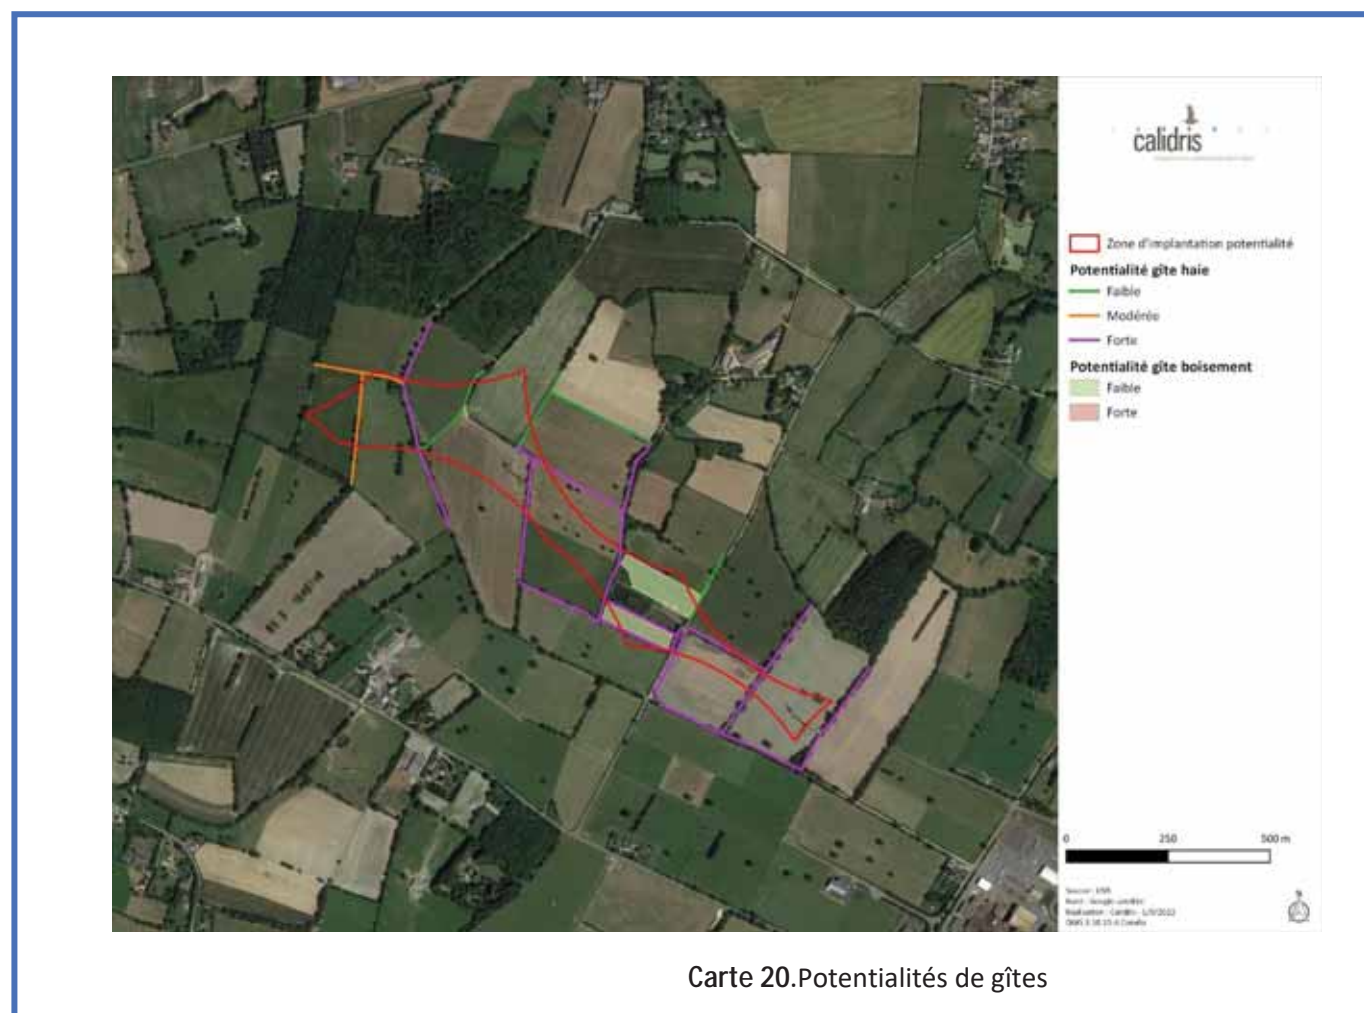 calidris
Zone d'implantation potentialité
Potentialité gîte haie
Faible
Modérée
Forte
Potentialité gîte boisement
Faible
Forte
0 250 500 m
Carte 20.Potentialités de gîtes